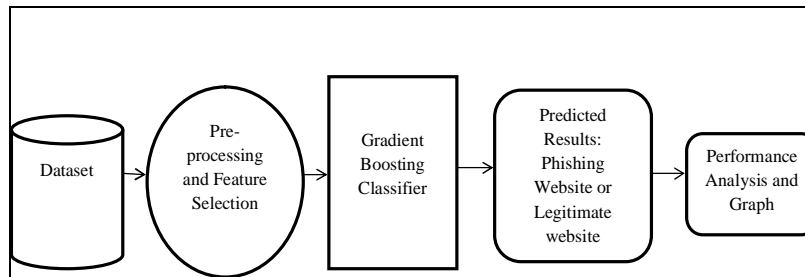 Dataset
Pre-
processing
and Feature
Selection
Gradient
Boosting
Classifier
Predicted
Results:
Phishing
Website or
Legitimate
website
Performance
Analysis and
Graph